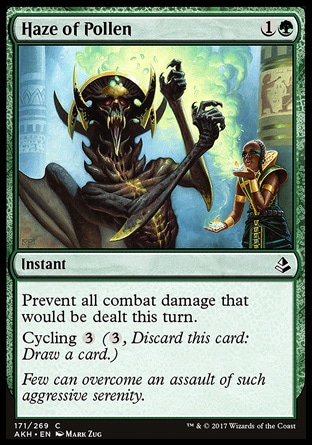 Haze of Pollen 1
Instant
Prevent all combat damage that
would be dealt this turn.
Cycling 3 (3, Discard this card:
Draw a card.)
Few can overcome an assault of such
aggressive serenity.
171/269 C
AKH • EN Mark Zug ™ & © 2017 Wizards of the Coast